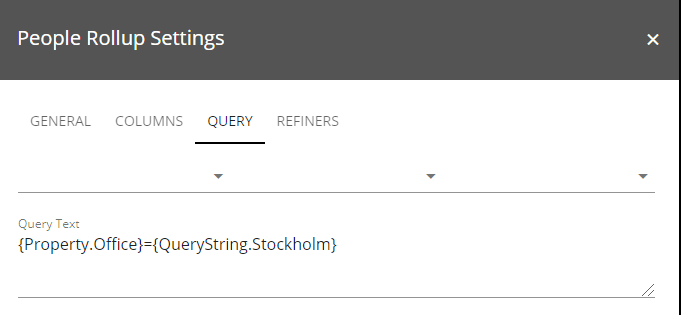 People Rollup Settings
GENERAL COLUMNS QUERY REFINERS
Query Text
{Property.Office}={QueryString.Stockholm}